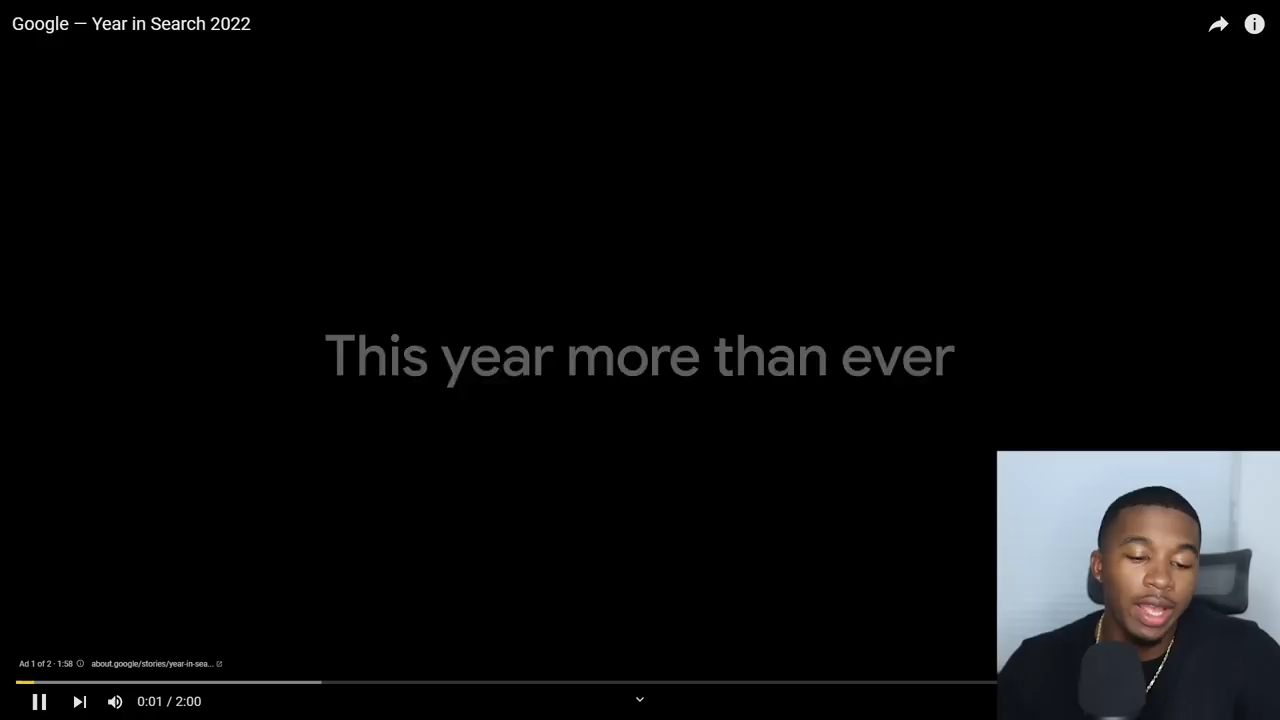 Google — Year in Search 2022
This year more than ever
Ad 1 of 2 · 1:58
about.google/stories/year-in-sea...
0:01 / 2:00